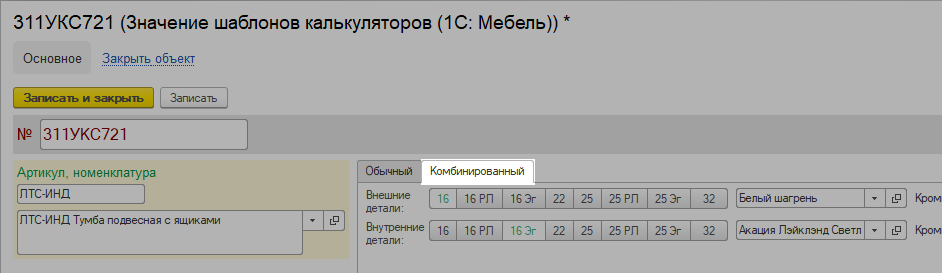 311УКС721 (Значение шаблонов калькуляторов (1С: Мебель)) *
Основное Закрыть объект
Записать и закрыть Записать
№ 311УКС721
Артикул, номенклатура
ЛТС-ИНД
ЛТС-ИНД Тумба подвесная с ящиками
Обычный Комбинированный
Внешние детали: 16 16 РЛ 16 Эг 22 25 25 РЛ 25 Эг 32 Белый шагрень Кром
Внутренние детали: 16 16 РЛ 16 Эг 22 25 25 РЛ 25 Эг 32 Акация Лэйклэнд Светл Кром